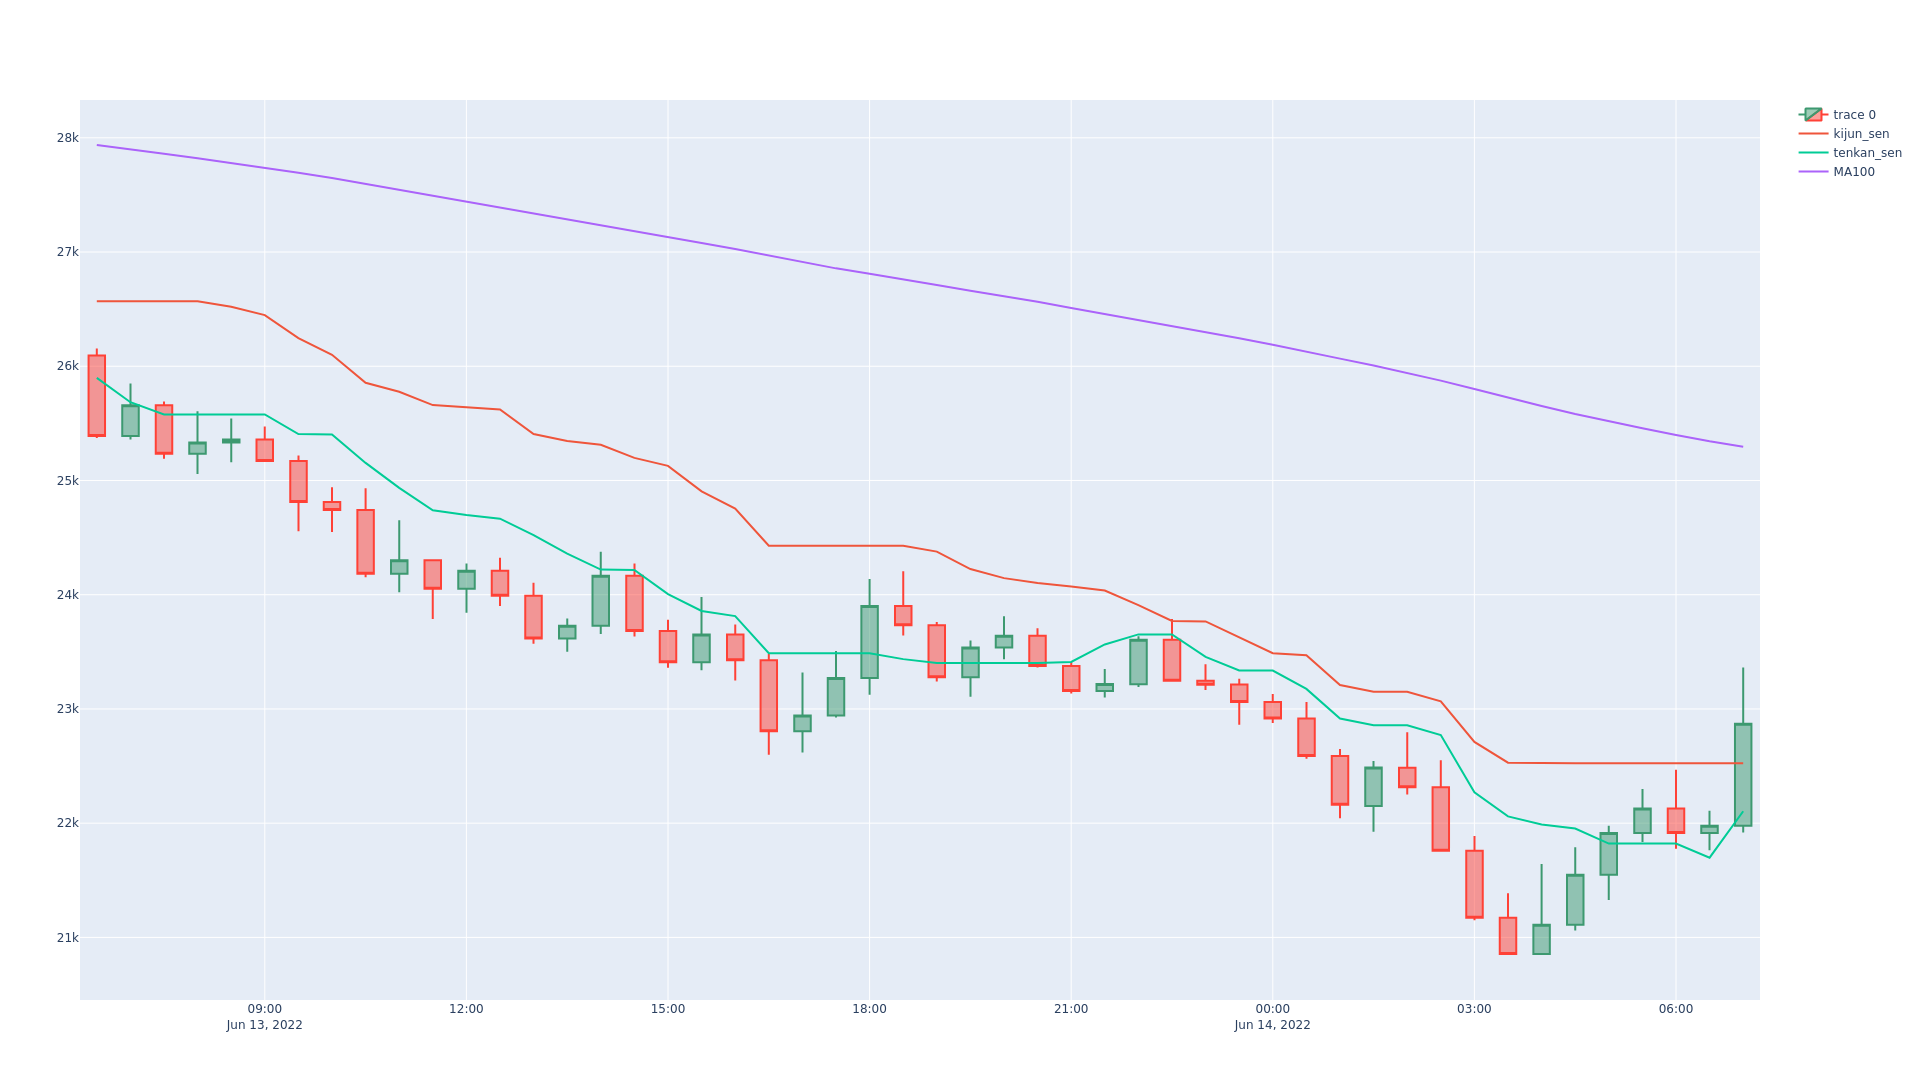 28k
27k
26k
25k
24k
23k
22k
21k
09:00
Jun 13, 2022
12:00
15:00
18:00
21:00
00:00
Jun 14, 2022
03:00
06:00
trace 0
kijun_sen
tenkan_sen
MA100